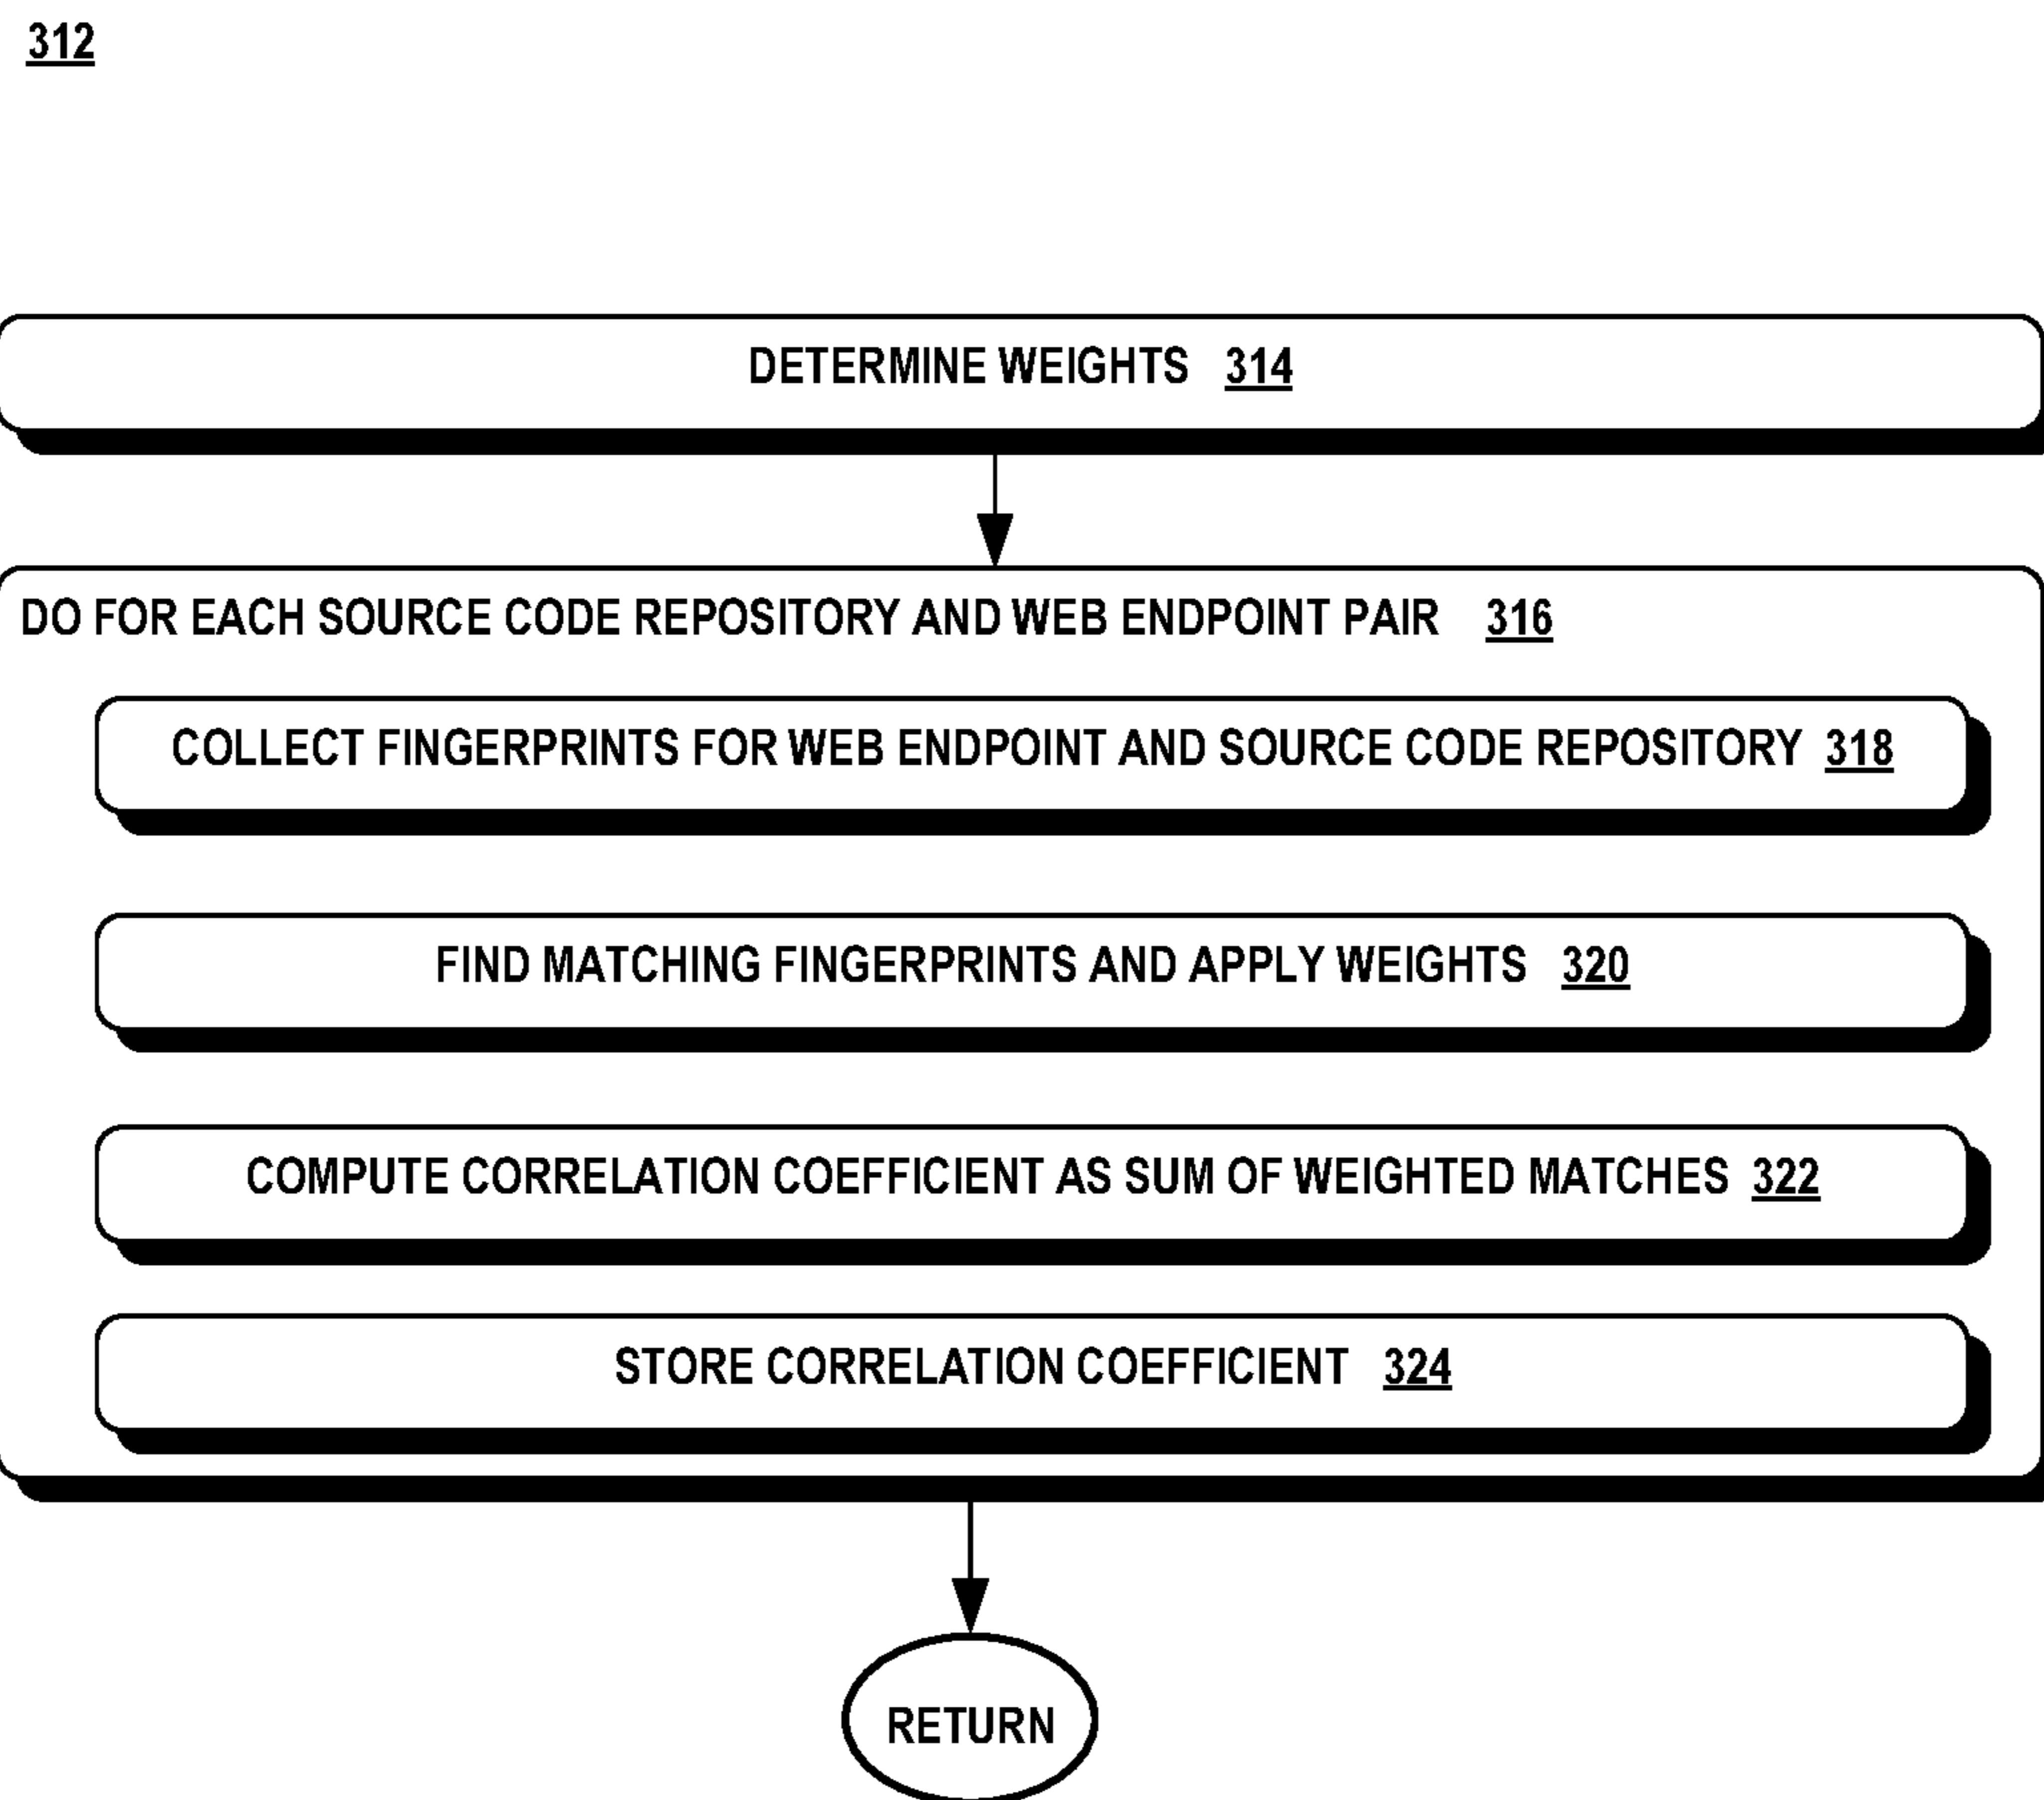 312
DETERMINE WEIGHTS 314
DO FOR EACH SOURCE CODE REPOSITORY AND WEB ENDPOINT PAIR 316
COLLECT FINGERPRINTS FOR WEB ENDPOINT AND SOURCE CODE REPOSITORY 318
FIND MATCHING FINGERPRINTS AND APPLY WEIGHTS 320
COMPUTE CORRELATION COEFFICIENT AS SUM OF WEIGHTED MATCHES 322
STORE CORRELATION COEFFICIENT 324
RETURN